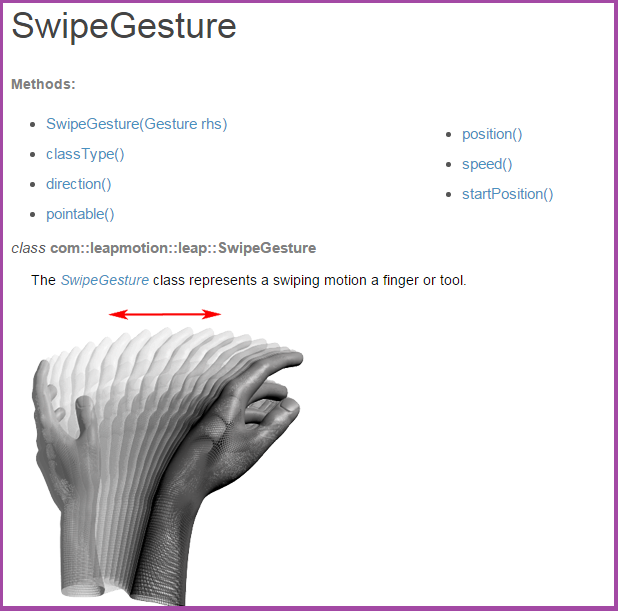 SwipeGesture
Methods:
SwipeGesture(Gesture rhs)
classType()
direction()
pointable()
position()
speed()
startPosition()
class com::leapmotion::leap::SwipeGesture
The SwipeGesture class represents a swiping motion a finger or tool.